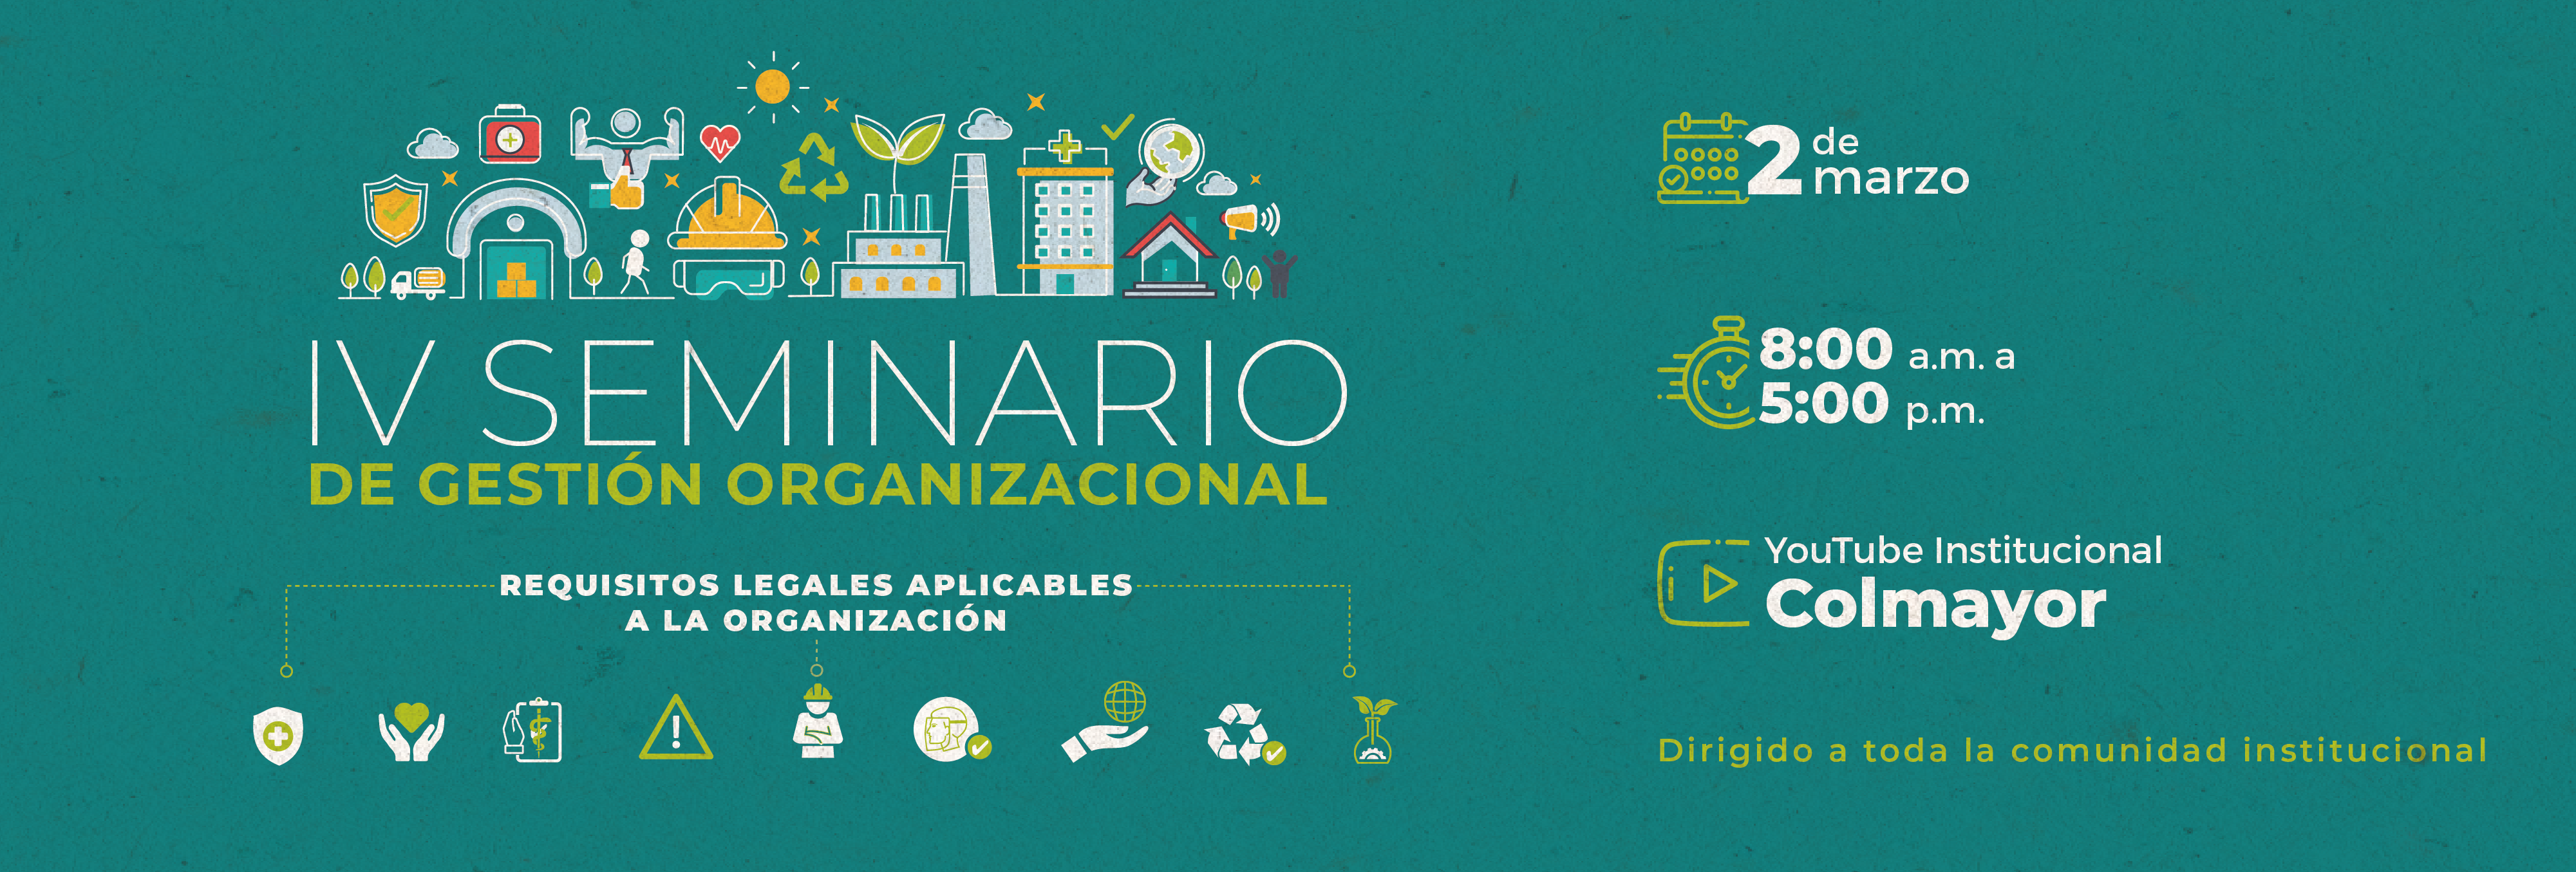 IV SEMINARIO
DE GESTIÓN ORGANIZACIONAL
REQUISITOS LEGALES APLICABLES
A LA ORGANIZACIÓN
2 de
marzo
8:00 a.m. a
5:00 p.m.
YouTube Institucional
Colmayor
Dirigido a toda la comunidad institucional